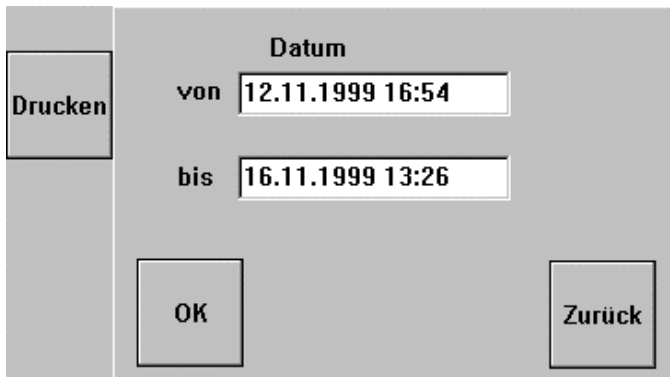 Drucken
Datum
von 12.11.1999 16:54
bis 16.11.1999 13:26
OK
Zurück